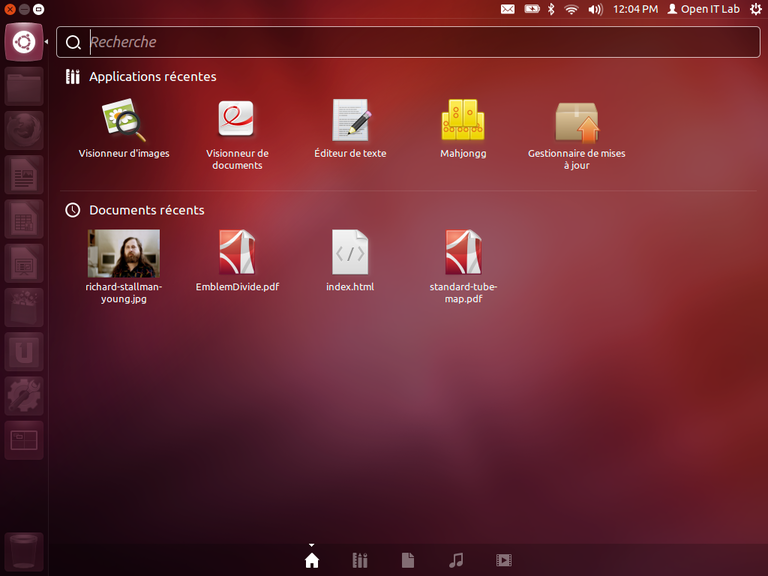 12:04 PM Open IT Lab
Recherche
Applications récentes
Visionneur d'images
Visionneur de
documents
Éditeur de texte
Mahjongg
Gestionnaire de mises
à jour
Documents récents
richard-stallman-
young.jpg
EmblemDivide.pdf
index.html
standard-tube-
map.pdf